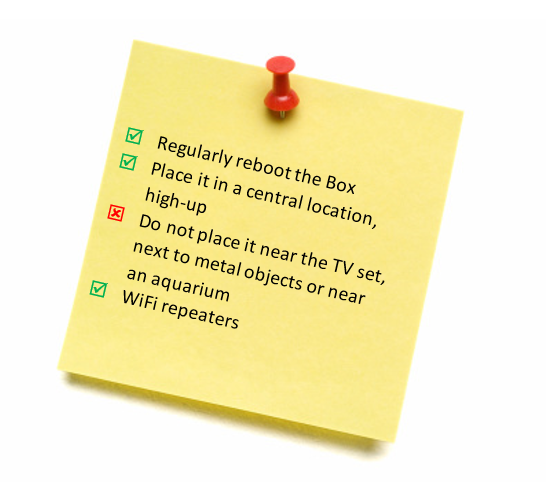 Regularly reboot the Box
Place it in a central location,
high-up
Do not place it near the TV set,
next to metal objects or near
an aquarium
WiFi repeaters